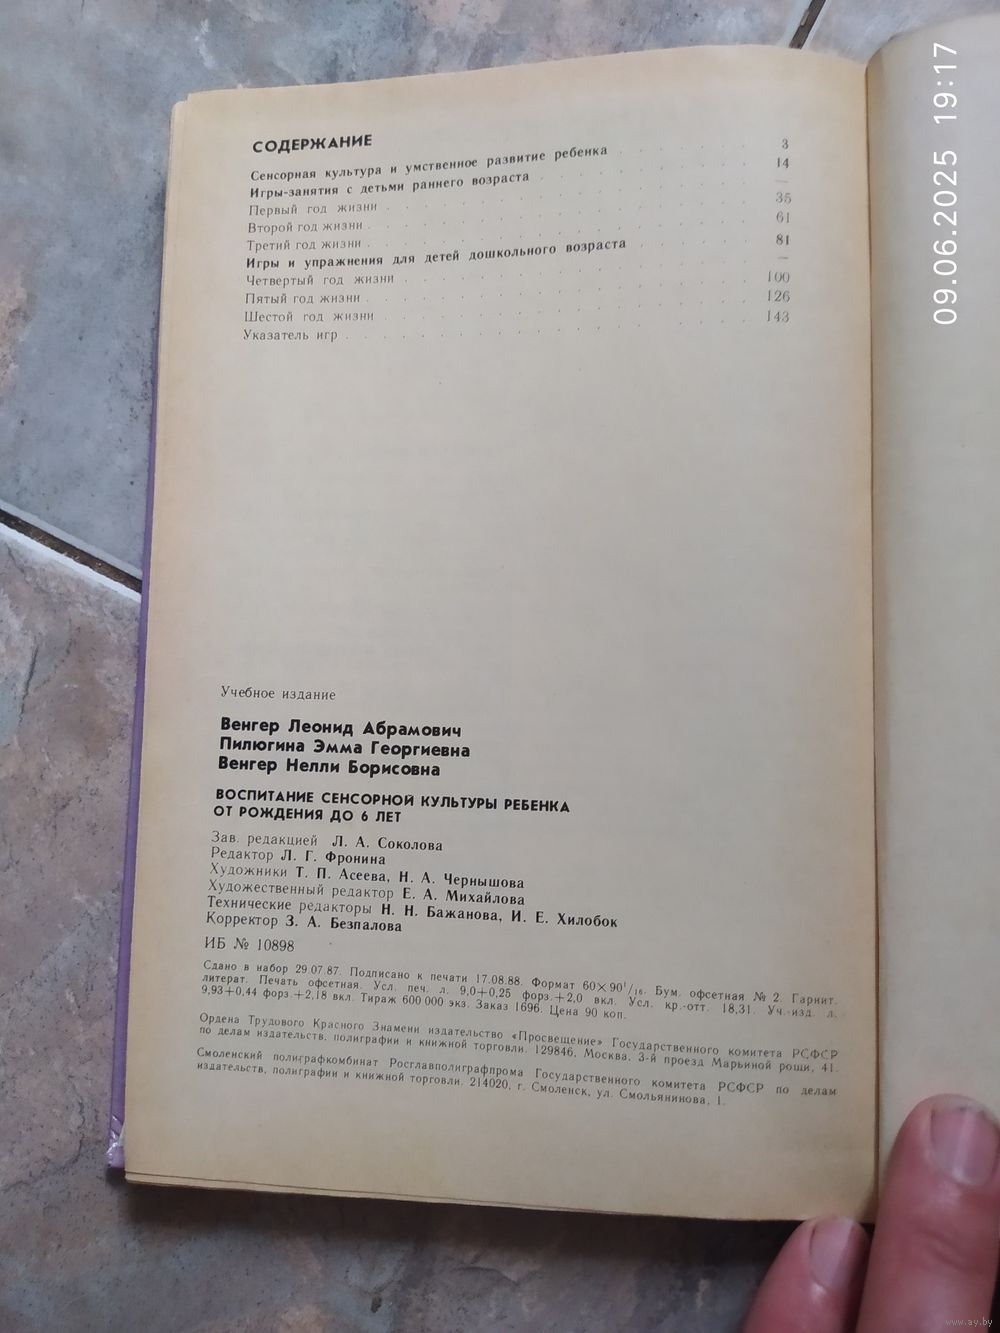 СОДЕРЖАНИЕ
Сенсорная культура и умственное развитие ребенка . . . . . . 3
Игры-занятия с детьми раннего возраста . . . . . . 14
Первый год жизни . . . . . . —
Второй год жизни . . . . . . 35
Третий год жизни . . . . . . 61
Игры и упражнения для детей дошкольного возраста . . . . . . 81
Четвертый год жизни . . . . . . —
Пятый год жизни . . . . . . 100
Шестой год жизни . . . . . . 126
Указатель игр . . . . . . 143
Учебное издание
Венгер Леонид Абрамович
Пилюгина Эмма Георгиевна
Венгер Нелли Борисовна
ВОСПИТАНИЕ СЕНСОРНОЙ КУЛЬТУРЫ РЕБЕНКА
ОТ РОЖДЕНИЯ ДО 6 ЛЕТ
Зав. редакцией Л. А. Соколова
Редактор Л. Г. Фронина
Художники Т. П. Асеева, Н. А. Чернышова
Художественный редактор Е. А. Михайлова
Технические редакторы Н. Н. Бажанова, И. Е. Хилобок
Корректор З. А. Безпалова
ИБ № 10898
Сдано в набор 29.07.87. Подписано к печати 17.08.88. Формат 60×90¹/₁₆. Бум. офсетная № 2. Гарнит.
литерат. Печать офсетная. Усл. печ. л. 9,0+0,25 форз.+2,0 вкл. Усл. кр.-отт. 18,31. Уч.-изд. л.
9,93+0,44 форз.+2,18 вкл. Тираж 600 000 экз. Заказ 1696. Цена 90 коп.
Ордена Трудового Красного Знамени издательство «Просвещение» Государственного комитета РСФСР
по делам издательств, полиграфии и книжной торговли. 129846, Москва, 3-й проезд Марьиной рощи, 41.
Смоленский полиграфкомбинат Росглавполиграфпрома Государственного комитета РСФСР по делам
издательств, полиграфии и книжной торговли. 214020, г. Смоленск, ул. Смольянинова, 1.
09.06.2025 19:17
www.ay.by